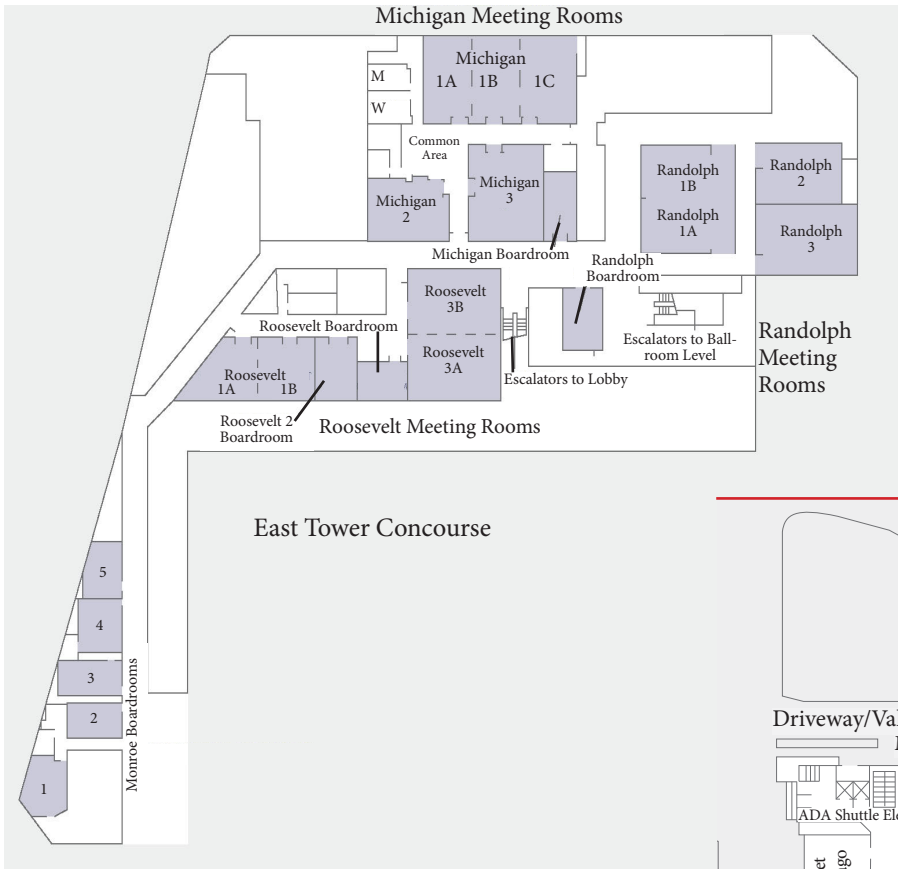 Michigan Meeting Rooms
Michigan
1A 1B 1C
M
W
Common
Area
Michigan
2
Michigan
3
Michigan Boardroom
Randolph
1B
Randolph
1A
Randolph
2
Randolph
3
Randolph
Boardroom
Roosevelt
3B
Roosevelt
3A
Roosevelt Boardroom
Escalators to Lobby
Escalators to Ball-
room Level
Randolph
Meeting
Rooms
Roosevelt
1A 1B
Roosevelt 2
Boardroom
Roosevelt Meeting Rooms
East Tower Concourse
5
4
3
2
1
Monroe Boardrooms
Driveway/Val
ADA Shuttle Ele